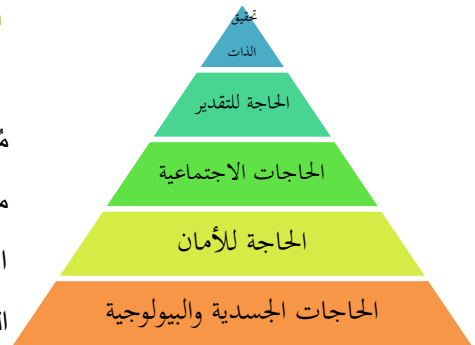 تحقيق
الذات
الحاجة للتقدير
الحاجات الاجتماعية
الحاجة للأمان
الحاجات الجسدية والبيولوجية